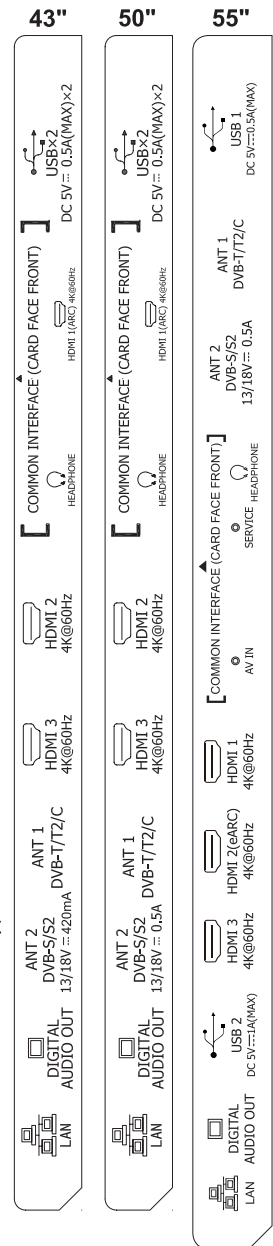 43"
USB×2
DC 5V⎓ 0.5A(MAX)×2
COMMON INTERFACE (CARD FACE FRONT)
HDMI 1(ARC) 4K@60Hz
HEADPHONE
HDMI 2
4K@60Hz
HDMI 3
4K@60Hz
ANT 1
DVB-T/T2/C
ANT 2
DVB-S/S2
13/18V⎓ 420mA
DIGITAL
AUDIO OUT
LAN
50"
USB×2
DC 5V⎓ 0.5A(MAX)×2
COMMON INTERFACE (CARD FACE FRONT)
HDMI 1(ARC) 4K@60Hz
HEADPHONE
HDMI 2
4K@60Hz
HDMI 3
4K@60Hz
ANT 1
DVB-T/T2/C
ANT 2
DVB-S/S2
13/18V⎓ 0.5A
DIGITAL
AUDIO OUT
LAN
55"
USB 1
DC 5V⎓0.5A(MAX)
ANT 1
DVB-T/T2/C
ANT 2
DVB-S/S2
13/18V⎓ 0.5A
COMMON INTERFACE (CARD FACE FRONT)
HEADPHONE
SERVICE
AV IN
HDMI 1
4K@60Hz
HDMI 2(eARC)
4K@60Hz
HDMI 3
4K@60Hz
USB 2
DC 5V⎓1A(MAX)
DIGITAL
AUDIO OUT
LAN